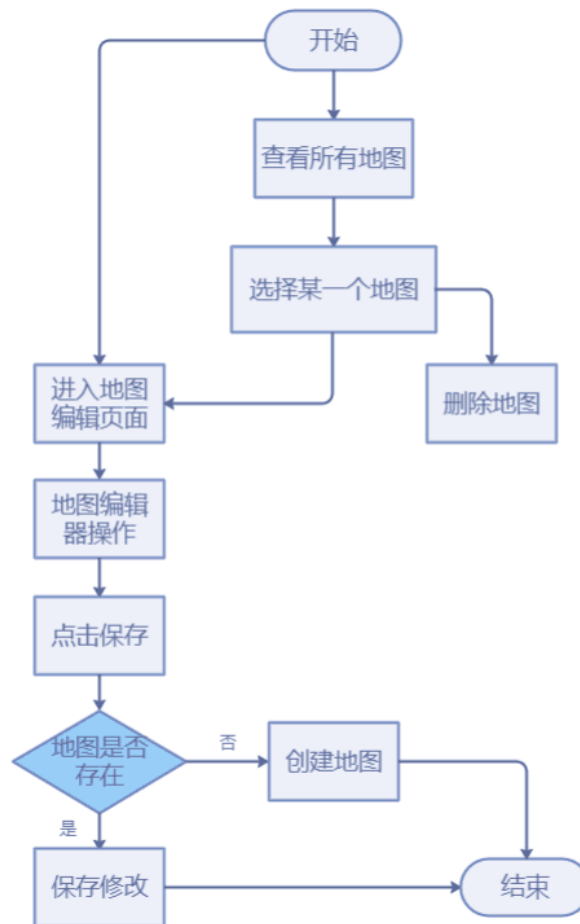 开始
查看所有地图
选择某一个地图
进入地图
编辑页面
删除地图
地图编辑
器操作
点击保存
地图是否
存在
否
创建地图
是
保存修改
结束